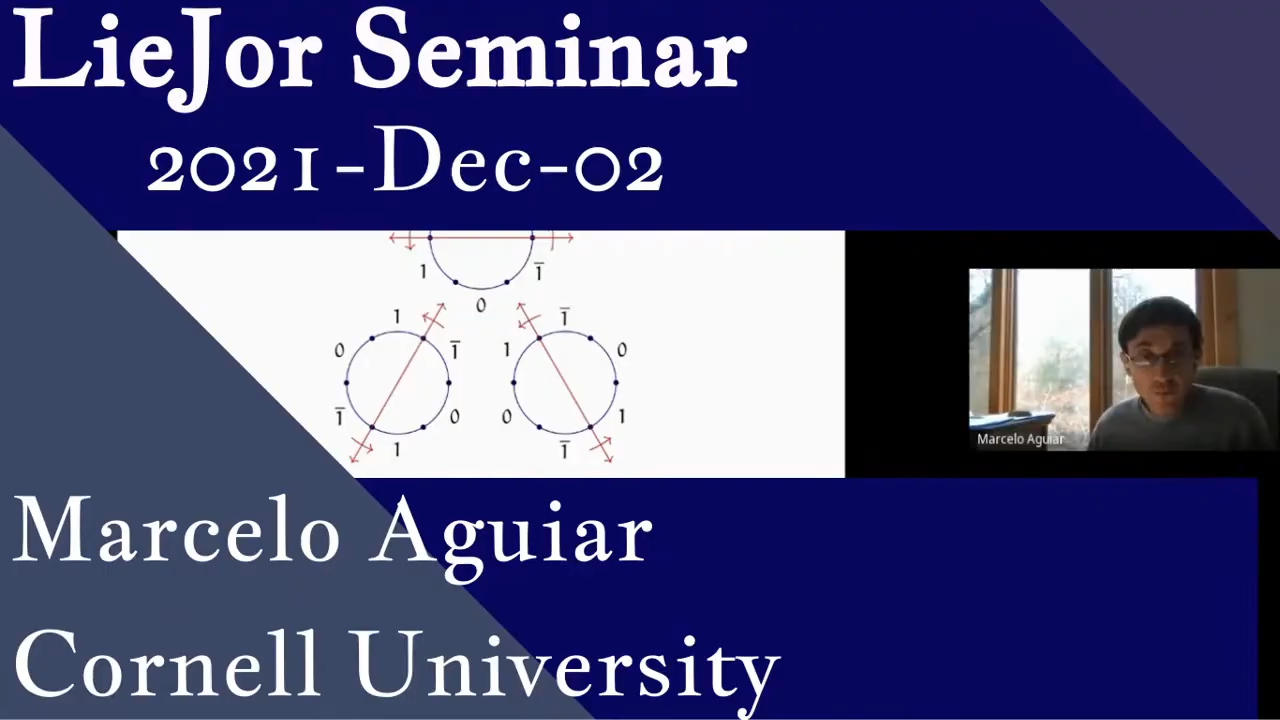 LieJor Seminar
2021-Dec-02
1 1̅
0
1 1̅
0 1̅ 1 0
1̅ 0 0 1
1 1̅
Marcelo Aguiar
Marcelo Aguiar
Cornell University